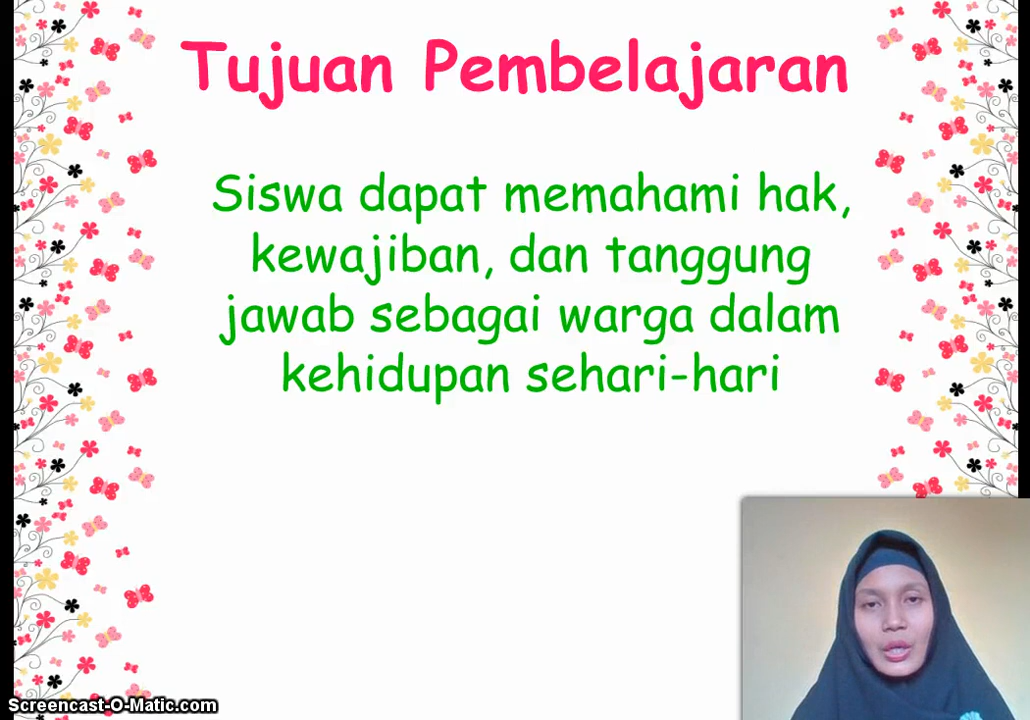 Tujuan Pembelajaran
Siswa dapat memahami hak,
kewajiban, dan tanggung
jawab sebagai warga dalam
kehidupan sehari-hari
Screencast-O-Matic.com